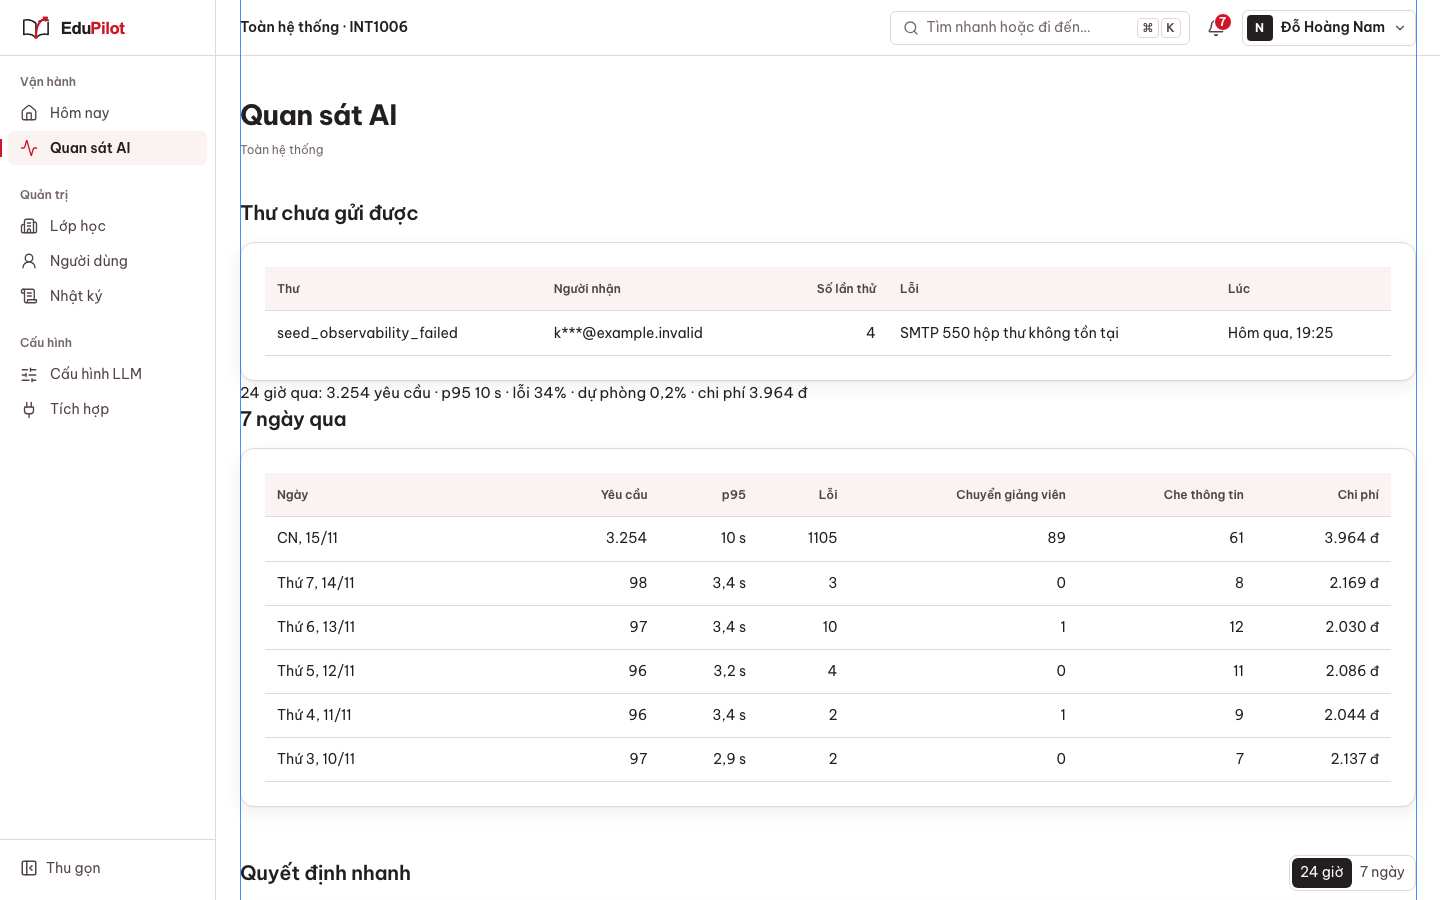 EduPilot
Toàn hệ thống · INT1006
Tìm nhanh hoặc đi đến...
⌘ K
7
N
Đỗ Hoàng Nam
Vận hành
Hôm nay
Quan sát AI
Quản trị
Lớp học
Người dùng
Nhật ký
Cấu hình
Cấu hình LLM
Tích hợp
Thu gọn
Quan sát AI
Toàn hệ thống
Thư chưa gửi được
Thư Người nhận Số lần thử Lỗi Lúc
seed_observability_failed k***@example.invalid 4 SMTP 550 hộp thư không tồn tại Hôm qua, 19:25
24 giờ qua: 3.254 yêu cầu · p95 10 s · lỗi 34% · dự phòng 0,2% · chi phí 3.964 đ
7 ngày qua
Ngày Yêu cầu p95 Lỗi Chuyển giảng viên Che thông tin Chi phí
CN, 15/11 3.254 10 s 1105 89 61 3.964 đ
Thứ 7, 14/11 98 3,4 s 3 0 8 2.169 đ
Thứ 6, 13/11 97 3,4 s 10 1 12 2.030 đ
Thứ 5, 12/11 96 3,2 s 4 0 11 2.086 đ
Thứ 4, 11/11 96 3,4 s 2 1 9 2.044 đ
Thứ 3, 10/11 97 2,9 s 2 0 7 2.137 đ
Quyết định nhanh
24 giờ 7 ngày